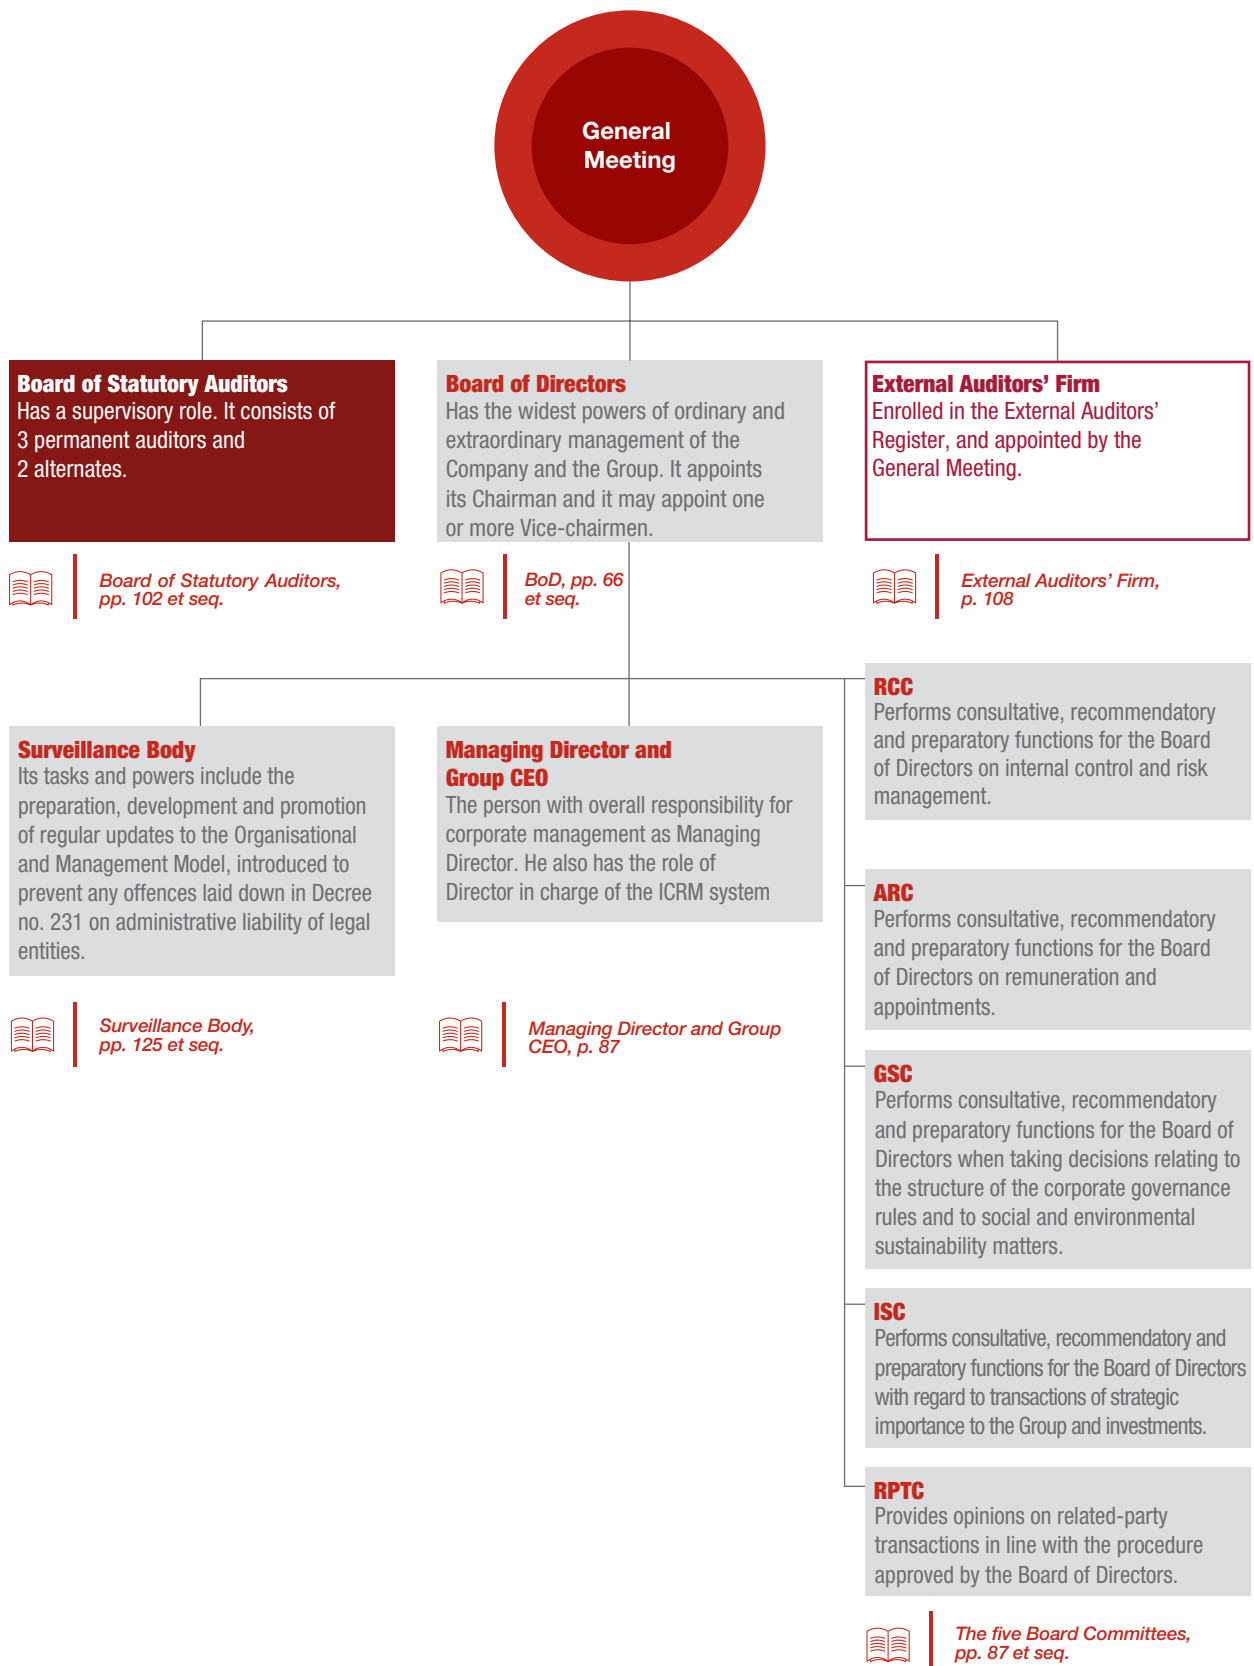 General
Meeting
Board of Statutory Auditors
Has a supervisory role. It consists of
3 permanent auditors and
2 alternates.
Board of Statutory Auditors,
pp. 102 et seq.
Board of Directors
Has the widest powers of ordinary and
extraordinary management of the
Company and the Group. It appoints
its Chairman and it may appoint one
or more Vice-chairmen.
BoD, pp. 66
et seq.
External Auditors' Firm
Enrolled in the External Auditors'
Register, and appointed by the
General Meeting.
External Auditors' Firm,
p. 108
Surveillance Body
Its tasks and powers include the
preparation, development and promotion
of regular updates to the Organisational
and Management Model, introduced to
prevent any offences laid down in Decree
no. 231 on administrative liability of legal
entities.
Surveillance Body,
pp. 125 et seq.
Managing Director and
Group CEO
The person with overall responsibility for
corporate management as Managing
Director. He also has the role of
Director in charge of the ICRM system
Managing Director and Group
CEO, p. 87
RCC
Performs consultative, recommendatory
and preparatory functions for the Board
of Directors on internal control and risk
management.
ARC
Performs consultative, recommendatory
and preparatory functions for the Board
of Directors on remuneration and
appointments.
GSC
Performs consultative, recommendatory
and preparatory functions for the Board of
Directors when taking decisions relating to
the structure of the corporate governance
rules and to social and environmental
sustainability matters.
ISC
Performs consultative, recommendatory and
preparatory functions for the Board of Directors
with regard to transactions of strategic
importance to the Group and investments.
RPTC
Provides opinions on related-party
transactions in line with the procedure
approved by the Board of Directors.
The five Board Committees,
pp. 87 et seq.